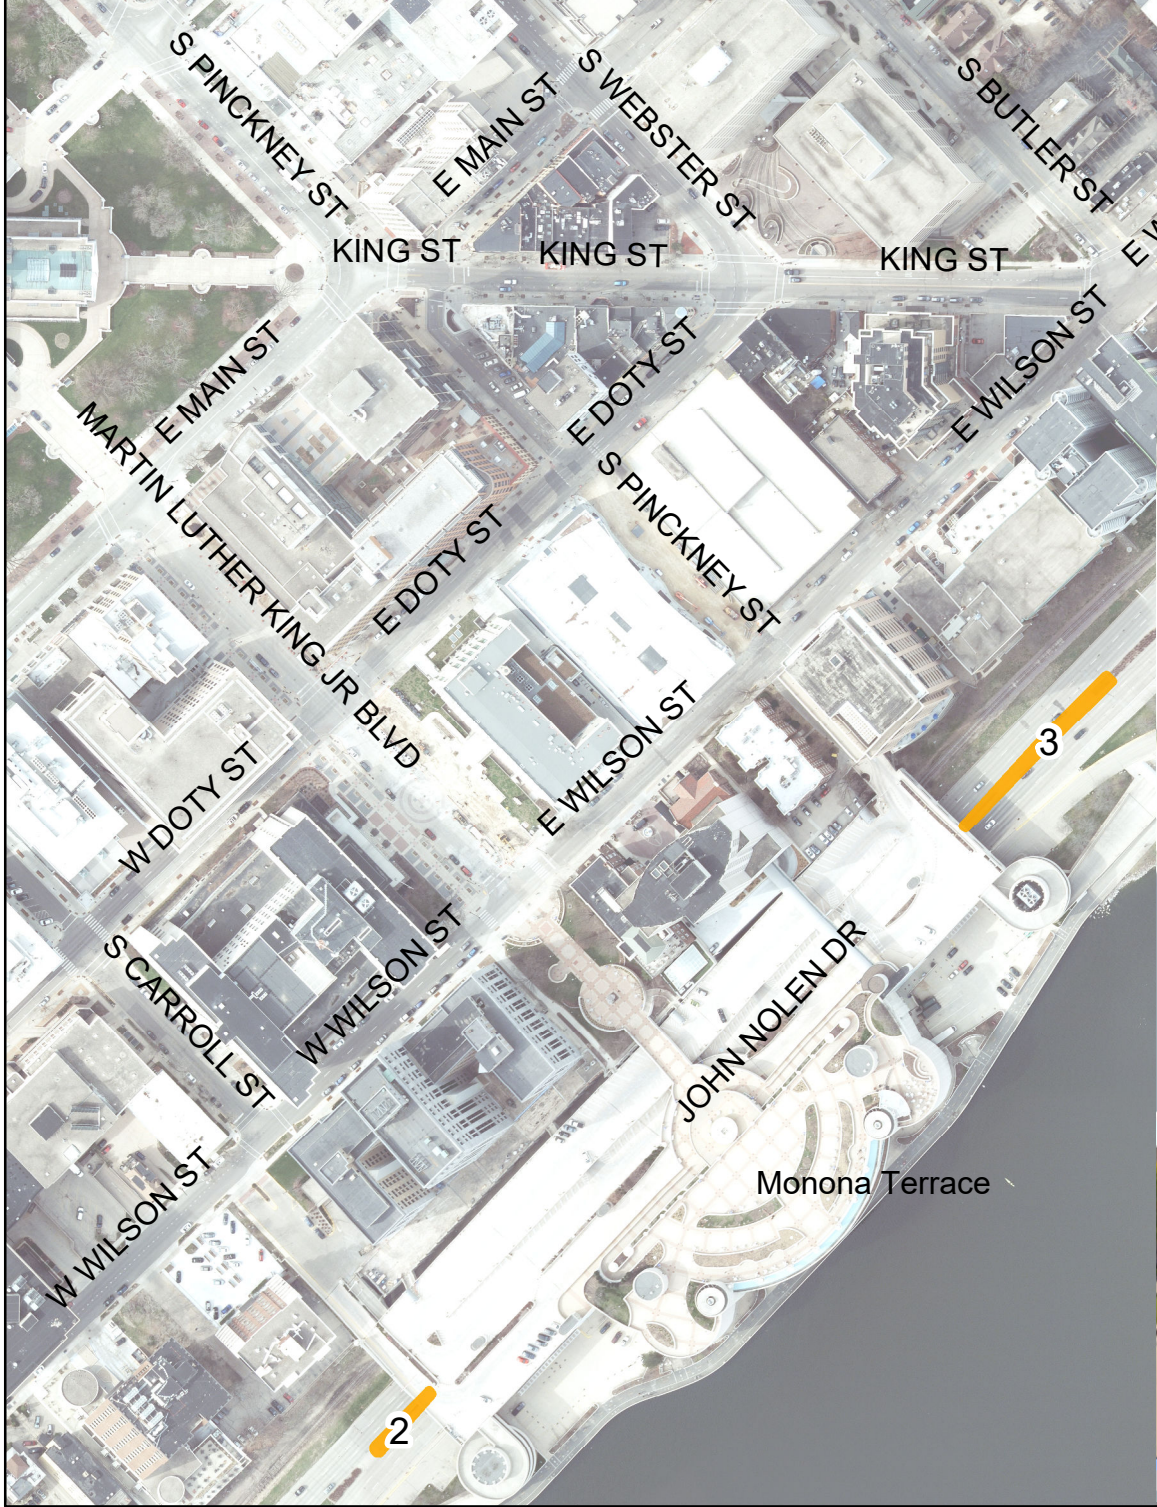 S PINCKNEY ST
E MAIN ST
S WEBSTER ST
S BUTLER ST
KING ST
KING ST
KING ST
E W
E MAIN ST
E DOTY ST
E WILSON ST
MARTIN LUTHER KING JR BLVD
S PINCKNEY ST
E DOTY ST
E WILSON ST
3
W DOTY ST
S CARROLL ST
W WILSON ST
JOHN NOLEN DR
Monona Terrace
W WILSON ST
2